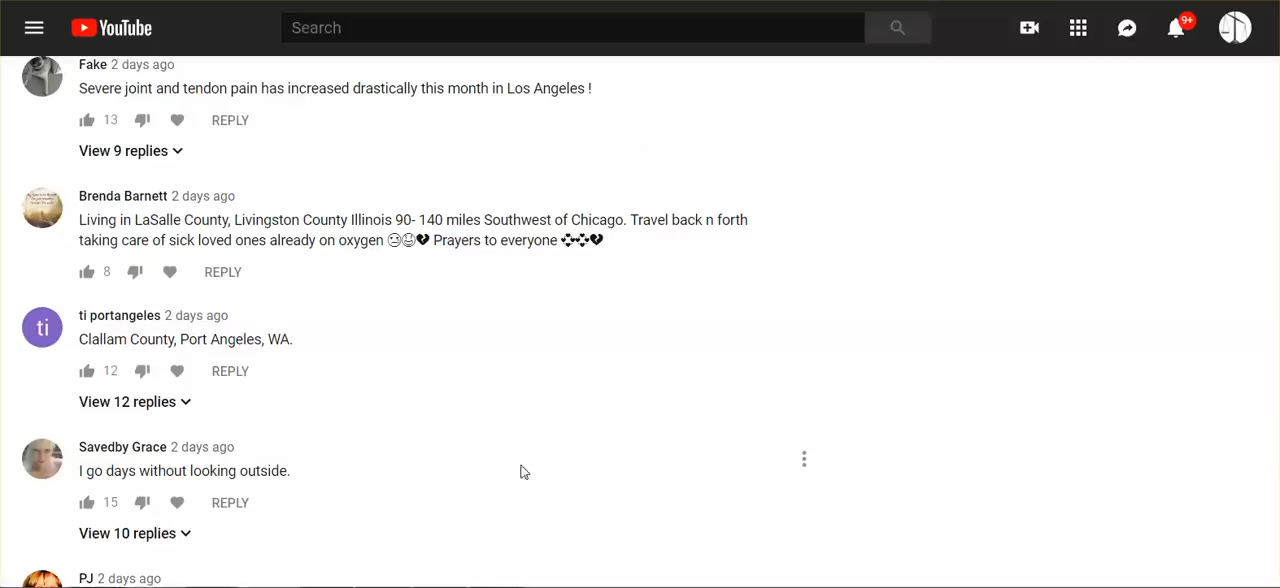 YouTube
Search
9+
Fake 2 days ago
Severe joint and tendon pain has increased drastically this month in Los Angeles !
13 REPLY
View 9 replies
Brenda Barnett 2 days ago
Living in LaSalle County, Livingston County Illinois 90- 140 miles Southwest of Chicago. Travel back n forth
taking care of sick loved ones already on oxygen 😔😔💔 Prayers to everyone 💞💞💔
8 REPLY
ti
ti portangeles 2 days ago
Clallam County, Port Angeles, WA.
12 REPLY
View 12 replies
Savedby Grace 2 days ago
I go days without looking outside.
15 REPLY
View 10 replies
PJ 2 days ago